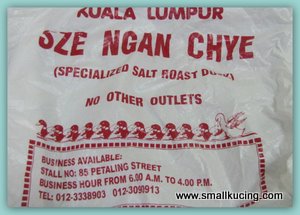 KUALA LUMPUR
SZE NGAN CHYE
(SPECIALIZED SALT ROAST DUCK)
NO OTHER OUTLETS
BUSINESS AVAILABLE:
STALL NO: 85 PETALING STREET
BUSINESS HOUR FROM 6.00 A.M. TO 4.00 P.M.
TEL: 012-3338903 012-3090913
www.smallkucing.com